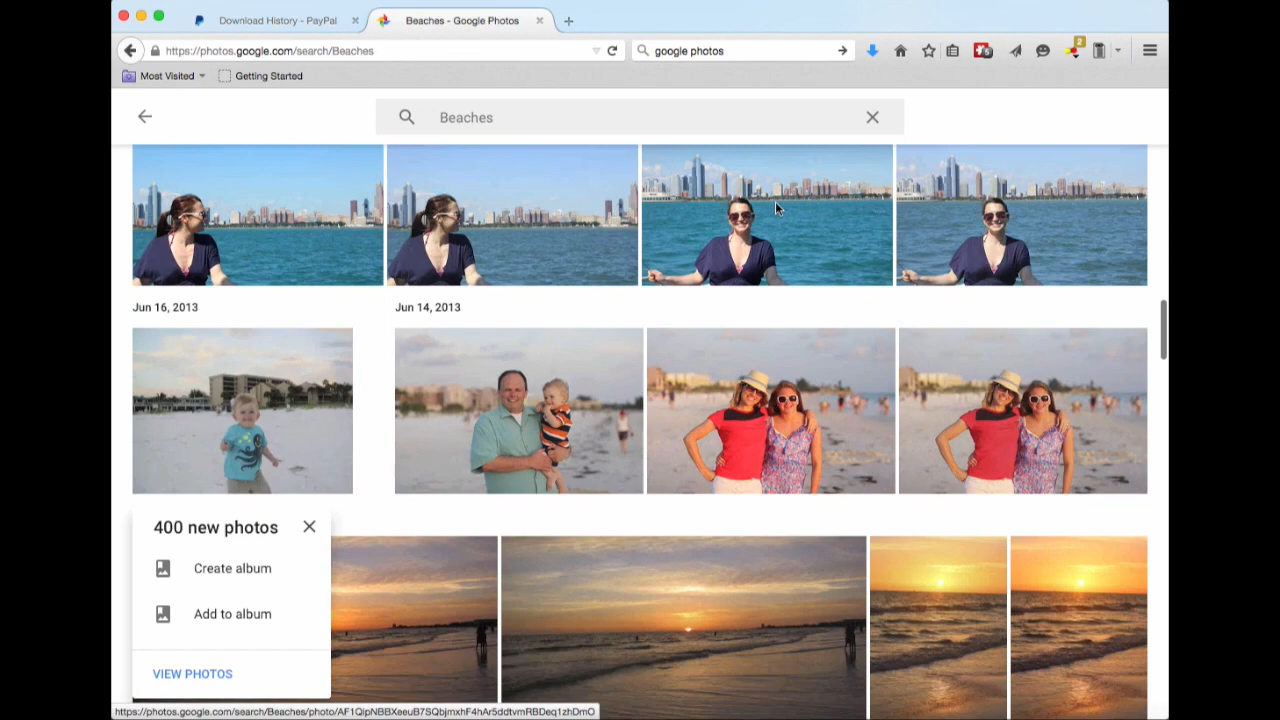 Download History - PayPal
Beaches - Google Photos
https://photos.google.com/search/Beaches
google photos
2
Most Visited
Getting Started
Beaches
Jun 16, 2013
Jun 14, 2013
400 new photos
Create album
Add to album
VIEW PHOTOS